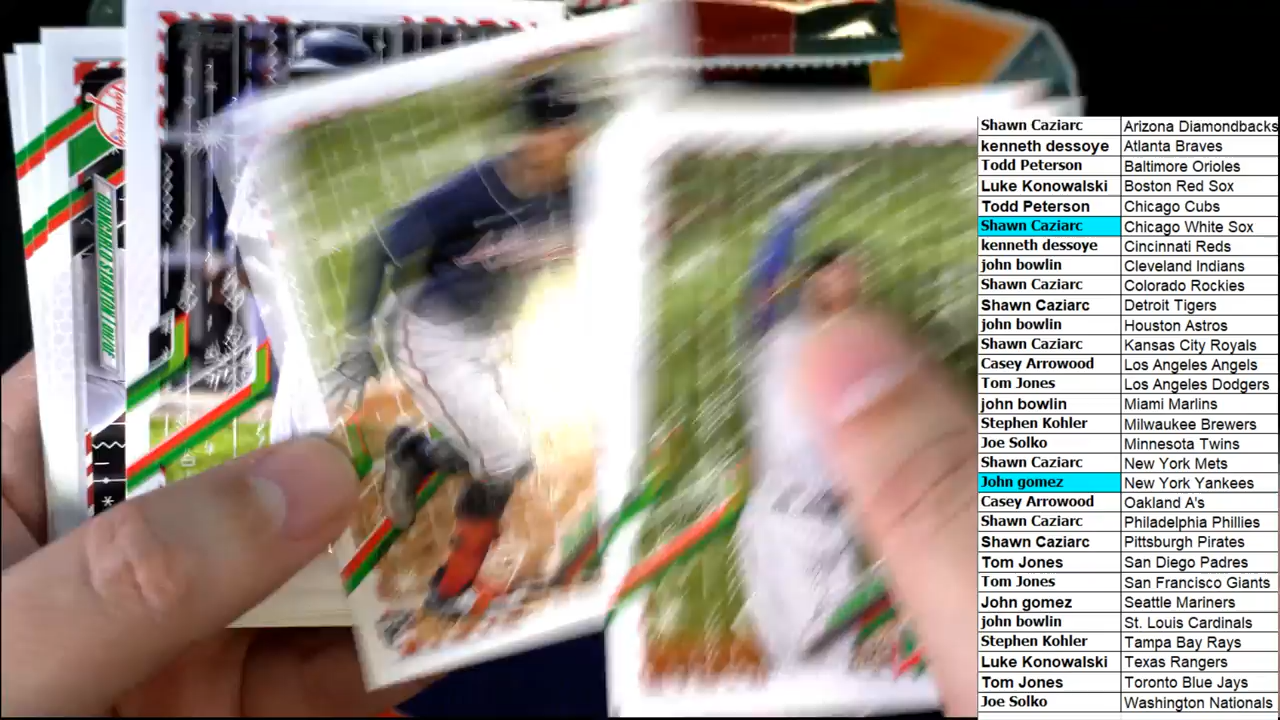 GIANCARLO STANTON
Shawn Caziarc Arizona Diamondbacks
kenneth dessoye Atlanta Braves
Todd Peterson Baltimore Orioles
Luke Konowalski Boston Red Sox
Todd Peterson Chicago Cubs
Shawn Caziarc Chicago White Sox
kenneth dessoye Cincinnati Reds
john bowlin Cleveland Indians
Shawn Caziarc Colorado Rockies
Shawn Caziarc Detroit Tigers
john bowlin Houston Astros
Shawn Caziarc Kansas City Royals
Casey Arrowood Los Angeles Angels
Tom Jones Los Angeles Dodgers
john bowlin Miami Marlins
Stephen Kohler Milwaukee Brewers
Joe Solko Minnesota Twins
Shawn Caziarc New York Mets
John gomez New York Yankees
Casey Arrowood Oakland A's
Shawn Caziarc Philadelphia Phillies
Shawn Caziarc Pittsburgh Pirates
Tom Jones San Diego Padres
Tom Jones San Francisco Giants
John gomez Seattle Mariners
john bowlin St. Louis Cardinals
Stephen Kohler Tampa Bay Rays
Luke Konowalski Texas Rangers
Tom Jones Toronto Blue Jays
Joe Solko Washington Nationals